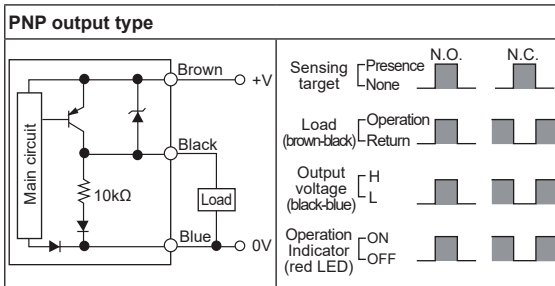 PNP output type
Main circuit
Brown
+V
Black
10kΩ
Load
Blue
0V
N.O.
N.C.
Sensing
target
Presence
None
Load
(brown-black)
Operation
Return
Output
voltage
(black-blue)
H
L
Operation
Indicator
(red LED)
ON
OFF